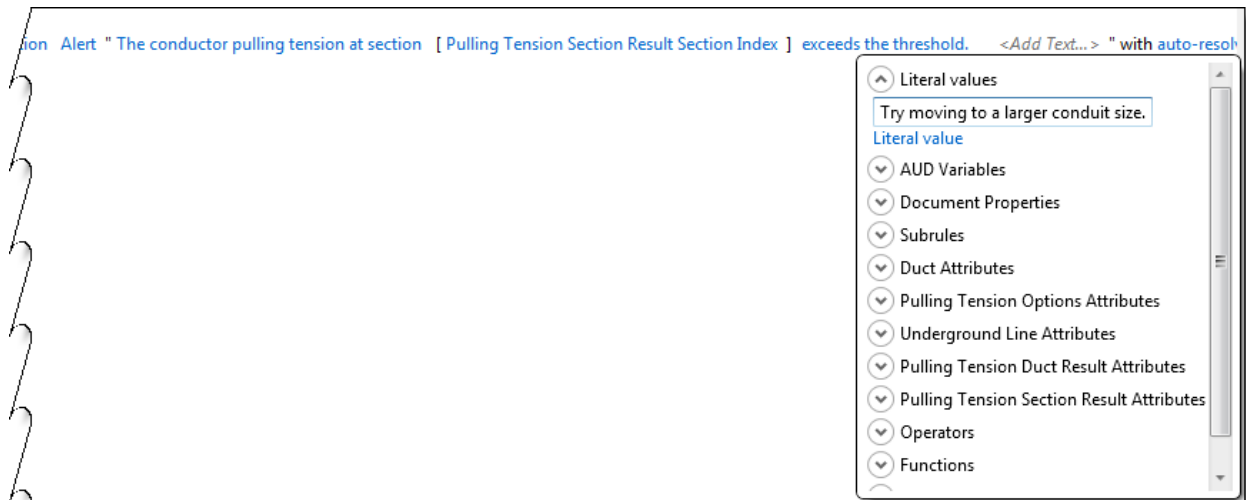 ion Alert " The conductor pulling tension at section [ Pulling Tension Section Result Section Index ] exceeds the threshold. <Add Text...> " with auto-resolv
Literal values
Try moving to a larger conduit size.
Literal value
AUD Variables
Document Properties
Subrules
Duct Attributes
Pulling Tension Options Attributes
Underground Line Attributes
Pulling Tension Duct Result Attributes
Pulling Tension Section Result Attributes
Operators
Functions